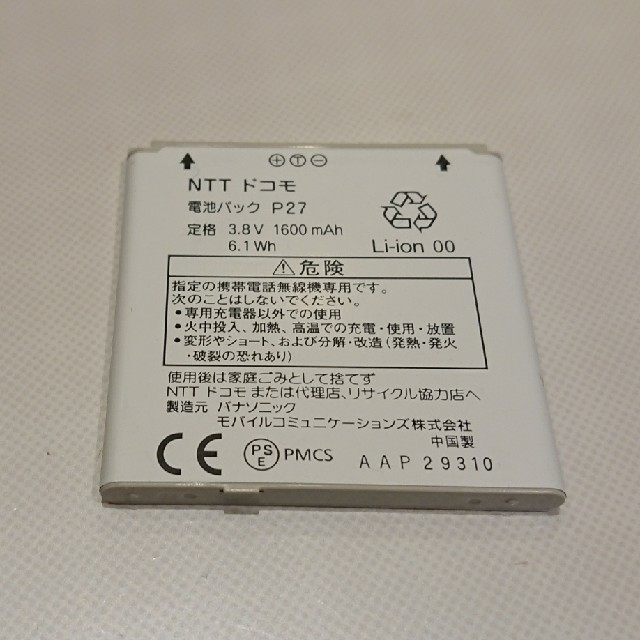 ⊕ Ⓣ ⊖
NTT ドコモ
電池パック P27
定格 3.8V 1600mAh
6.1Wh
Li-ion 00
⚠危険
指定の携帯電話無線機専用です。
次のことはしないでください。
・専用充電器以外での使用
・火中投入、加熱、高温での充電・使用・放置
・変形やショート、および分解・改造(発熱・発火
・破裂の恐れあり)
使用後は家庭ごみとして捨てず
NTT ドコモ または代理店、リサイクル協力店へ
製造元 パナソニック
モバイルコミュニケーションズ株式会社
中国製
CE PSE PMCS AAP 29310